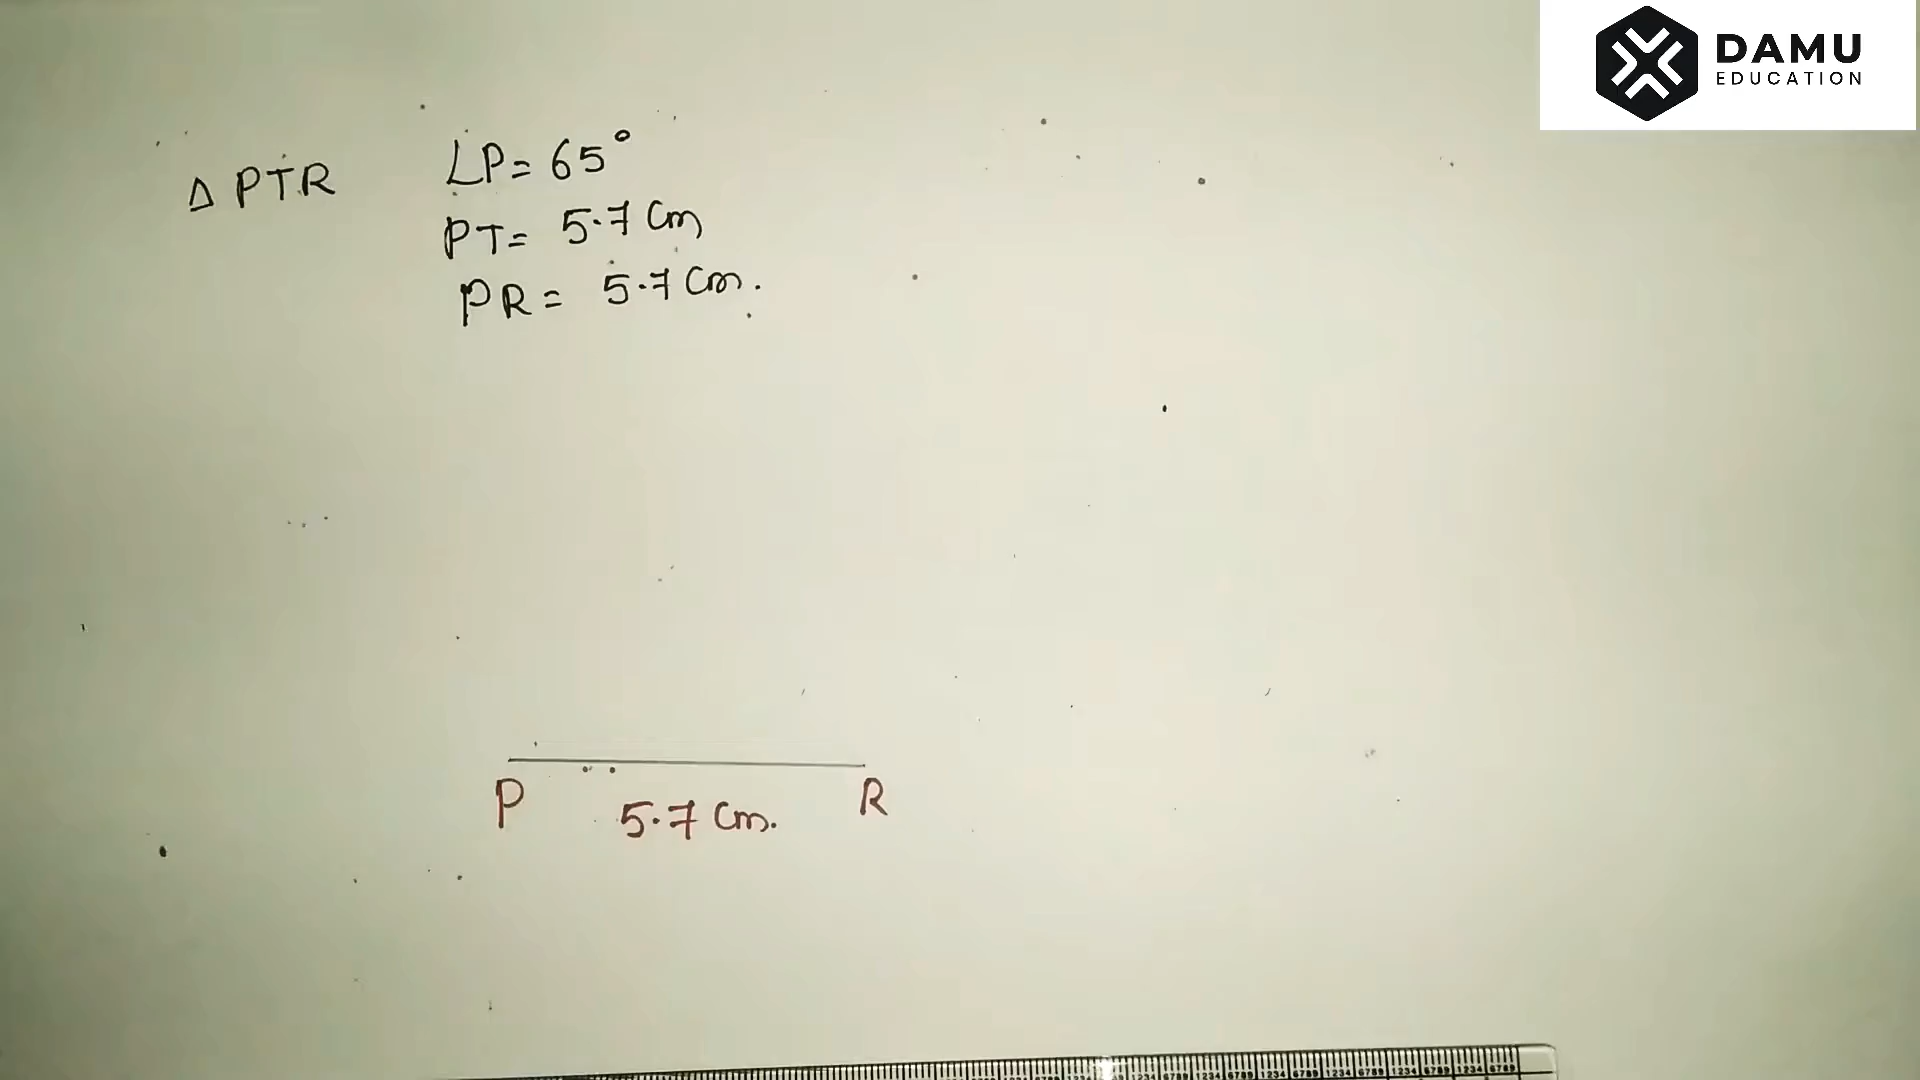 DAMU
EDUCATION
∆ PTR
∠P= 65°
PT= 5.7 Cm
PR= 5.7 Cm.
P
R
5.7 Cm.